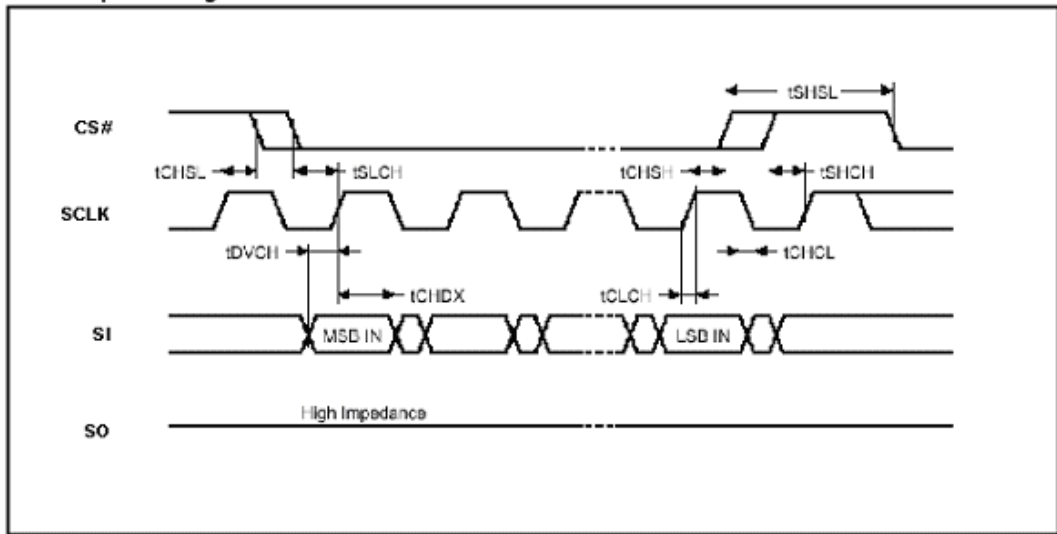 tSHSL
CS#
tCHSL
tSLCH
tCHSH
tSHCH
SCLK
tDVCH
tCHCL
tCHDX
tCLCH
SI
MSB IN
LSB IN
High Impedance
SO